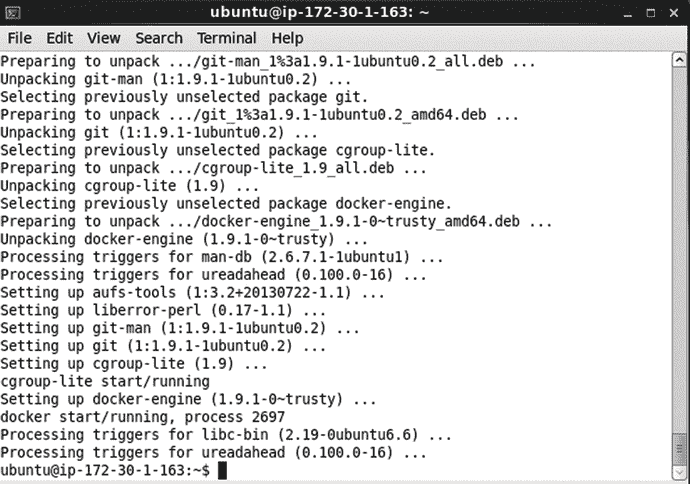 ubuntu@ip-172-30-1-163: ~
File Edit View Search Terminal Help
Preparing to unpack .../git-man_1%3a1.9.1-1ubuntu0.2_all.deb ...
Unpacking git-man (1:1.9.1-1ubuntu0.2) ...
Selecting previously unselected package git.
Preparing to unpack .../git_1%3a1.9.1-1ubuntu0.2_amd64.deb ...
Unpacking git (1:1.9.1-1ubuntu0.2) ...
Selecting previously unselected package cgroup-lite.
Preparing to unpack .../cgroup-lite_1.9_all.deb ...
Unpacking cgroup-lite (1.9) ...
Selecting previously unselected package docker-engine.
Preparing to unpack .../docker-engine_1.9.1-0~trusty_amd64.deb ...
Unpacking docker-engine (1.9.1-0~trusty) ...
Processing triggers for man-db (2.6.7.1-1ubuntu1) ...
Processing triggers for ureadahead (0.100.0-16) ...
Setting up aufs-tools (1:3.2+20130722-1.1) ...
Setting up liberror-perl (0.17-1.1) ...
Setting up git-man (1:1.9.1-1ubuntu0.2) ...
Setting up git (1:1.9.1-1ubuntu0.2) ...
Setting up cgroup-lite (1.9) ...
cgroup-lite start/running
Setting up docker-engine (1.9.1-0~trusty) ...
docker start/running, process 2697
Processing triggers for libc-bin (2.19-0ubuntu6.6) ...
Processing triggers for ureadahead (0.100.0-16) ...
ubuntu@ip-172-30-1-163:~$